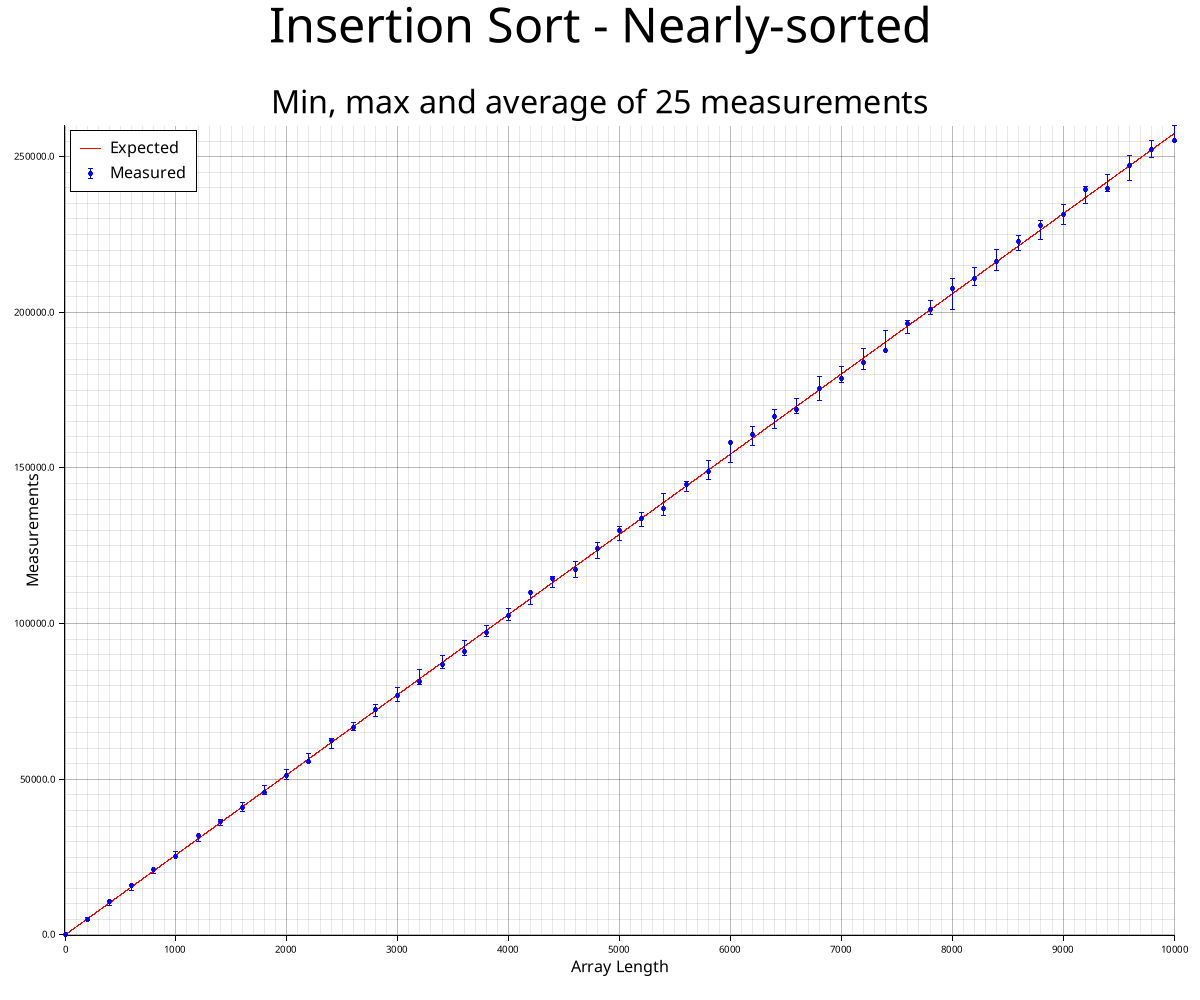 Insertion Sort - Nearly-sorted
Min, max and average of 25 measurements
Expected
Measured
250000.0
200000.0
150000.0
100000.0
50000.0
0.0
Measurements
0 1000 2000 3000 4000 5000 6000 7000 8000 9000 10000
Array Length